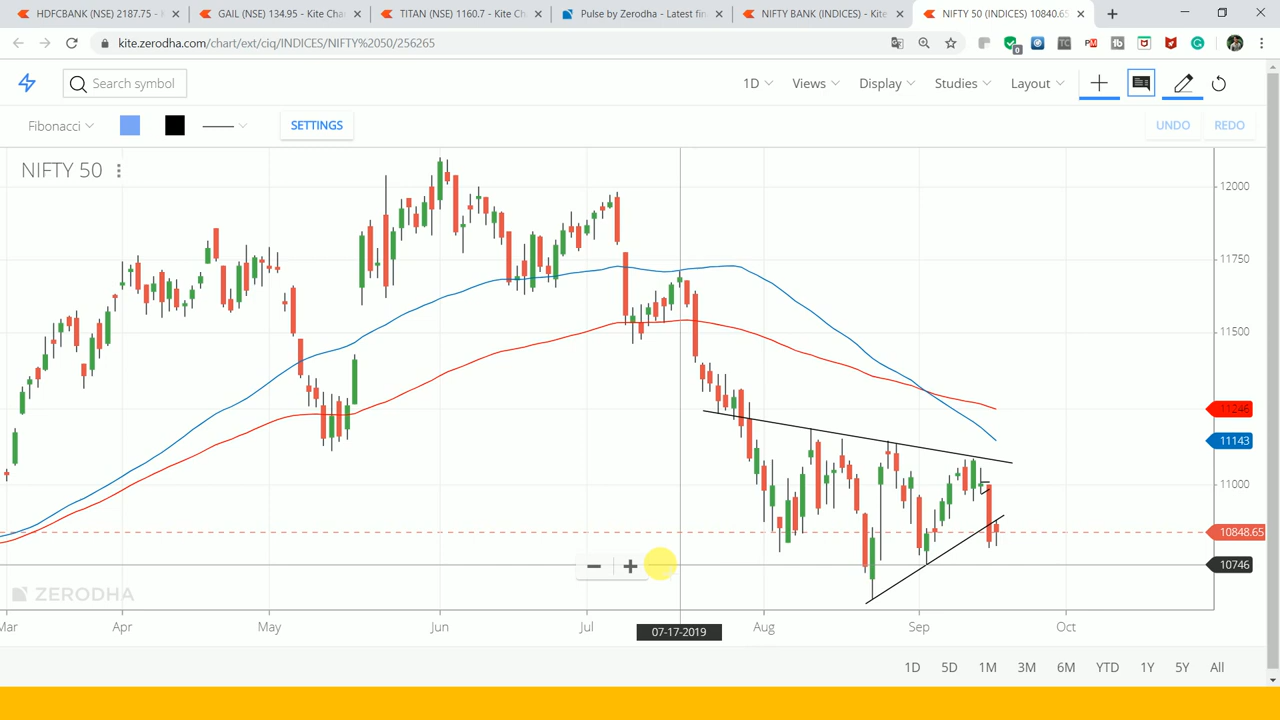 HDFCBANK (NSE) 2187.75 - K
GAIL (NSE) 134.95 - Kite Cha
TITAN (NSE) 1160.7 - Kite Ch
Pulse by Zerodha - Latest fin
NIFTY BANK (INDICES) - Kite
NIFTY 50 (INDICES) 10840.65
kite.zerodha.com/chart/ext/ciq/INDICES/NIFTY%2050/256265
Search symbol
1D
Views
Display
Studies
Layout
Fibonacci
SETTINGS
UNDO
REDO
NIFTY 50
12000
11750
11500
11246
11143
11000
10848.65
10746
ZERODHA
Mar
Apr
May
Jun
Jul
Aug
Sep
Oct
07-17-2019
1D 5D 1M 3M 6M YTD 1Y 5Y All